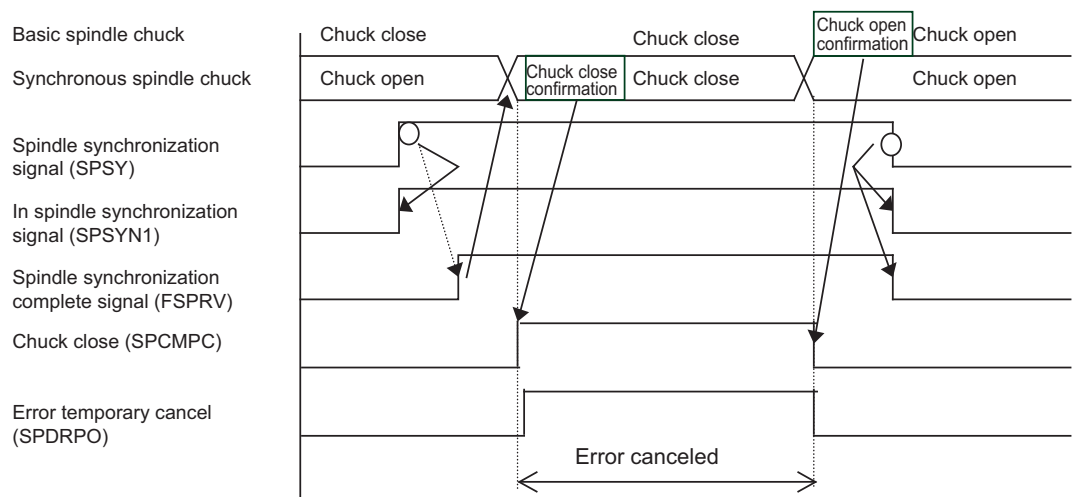 Basic spindle chuck
Chuck close
Chuck close
Chuck open
confirmation
Chuck open
Synchronous spindle chuck
Chuck open
Chuck close
confirmation
Chuck close
Chuck open
Spindle synchronization
signal (SPSY)
In spindle synchronization
signal (SPSYN1)
Spindle synchronization
complete signal (FSPRV)
Chuck close (SPCMPC)
Error temporary cancel
(SPDRPO)
Error canceled